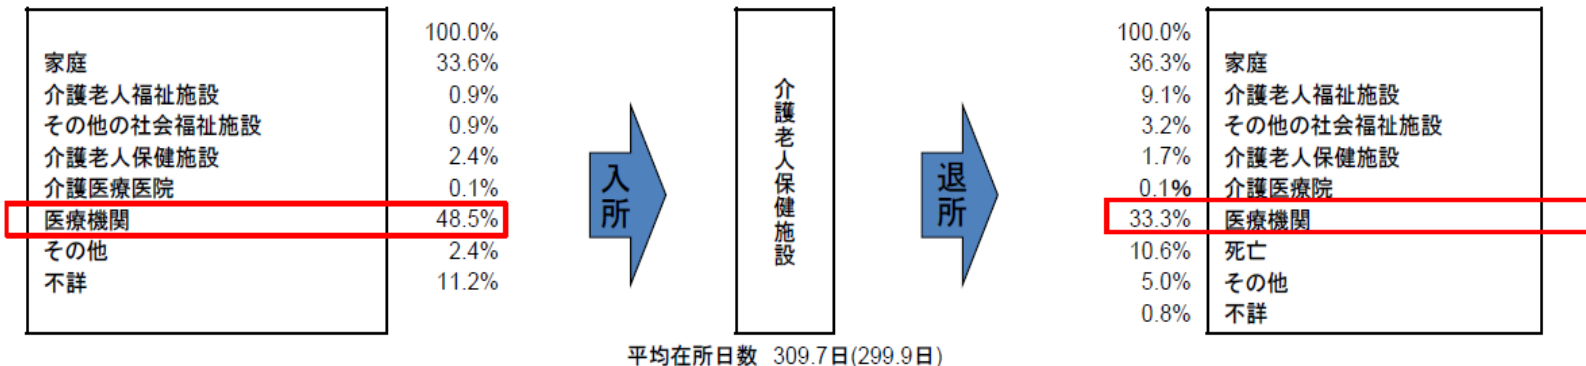 100.0%
家庭 33.6%
介護老人福祉施設 0.9%
その他の社会福祉施設 0.9%
介護老人保健施設 2.4%
介護医療医院 0.1%
医療機関 48.5%
その他 2.4%
不詳 11.2%
入所
介護老人保健施設
退所
100.0%
36.3% 家庭
9.1% 介護老人福祉施設
3.2% その他の社会福祉施設
1.7% 介護老人保健施設
0.1% 介護医療院
33.3% 医療機関
10.6% 死亡
5.0% その他
0.8% 不詳
平均在所日数 309.7日(299.9日)